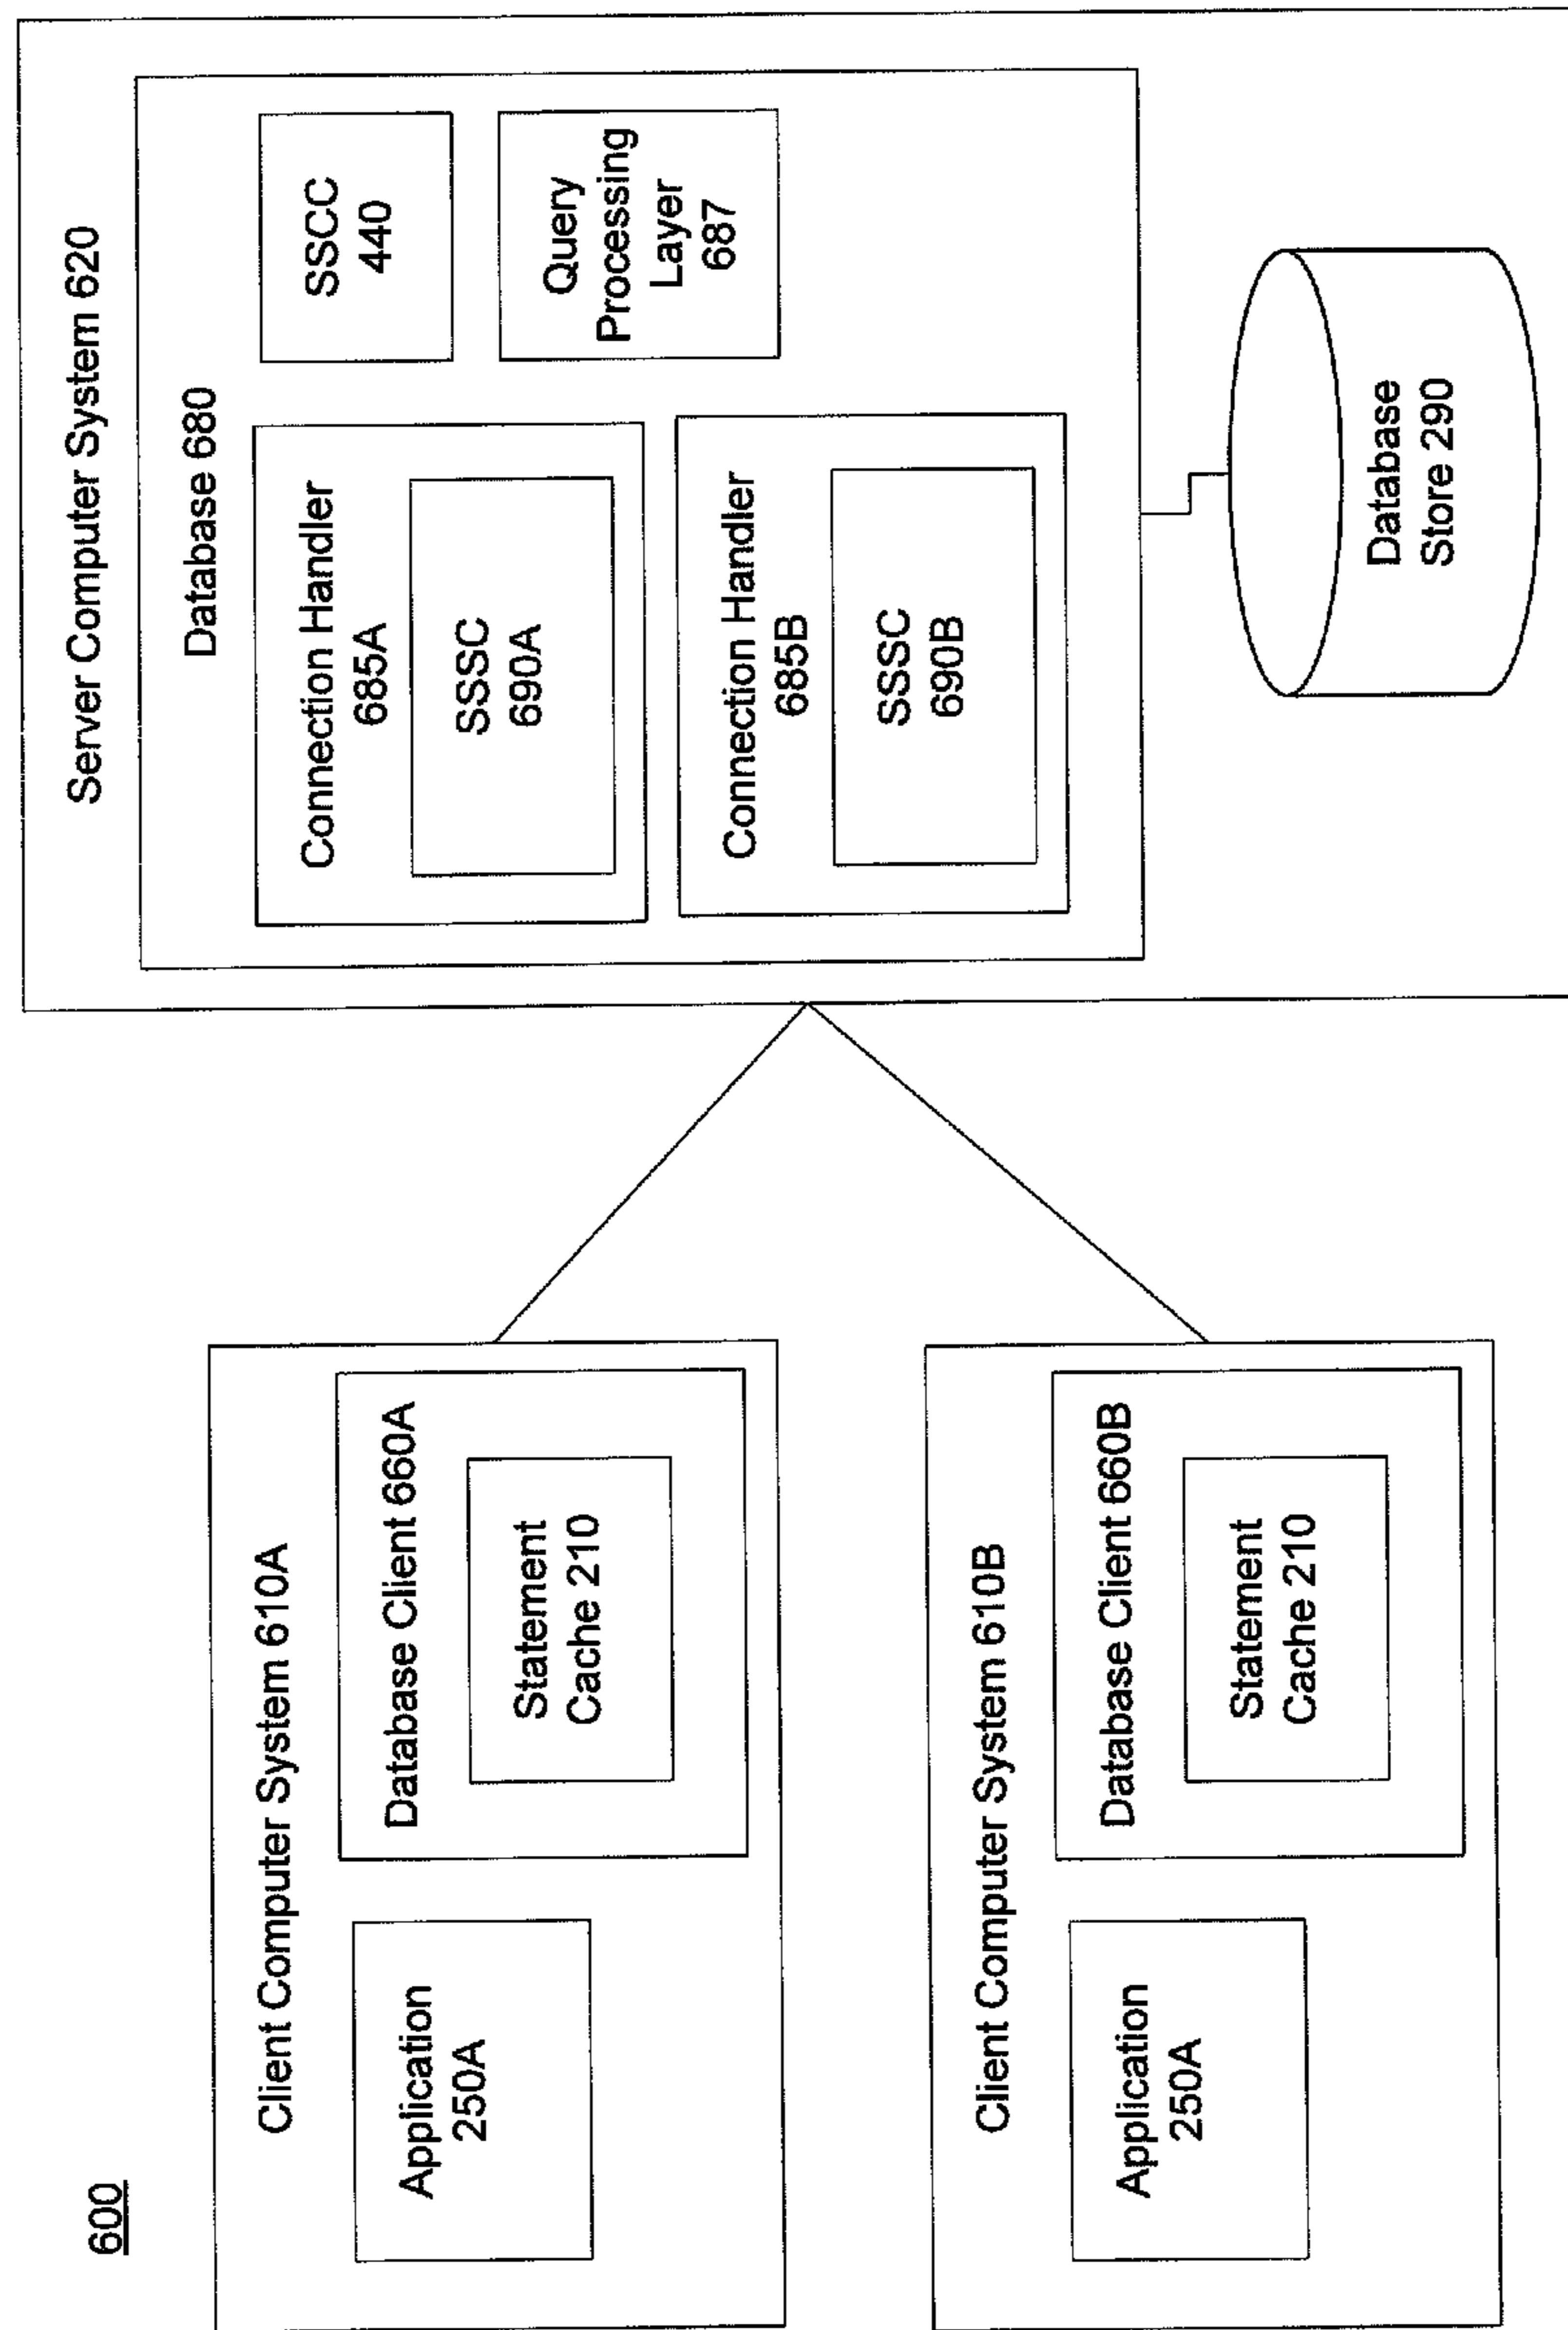 600
Client Computer System 610A
Application
250A
Database Client 660A
Statement
Cache 210
Client Computer System 610B
Application
250A
Database Client 660B
Statement
Cache 210
Server Computer System 620
Database 680
Connection Handler
685A
SSSC
690A
SSCC
440
Connection Handler
685B
SSSC
690B
Query
Processing
Layer
687
Database
Store 290